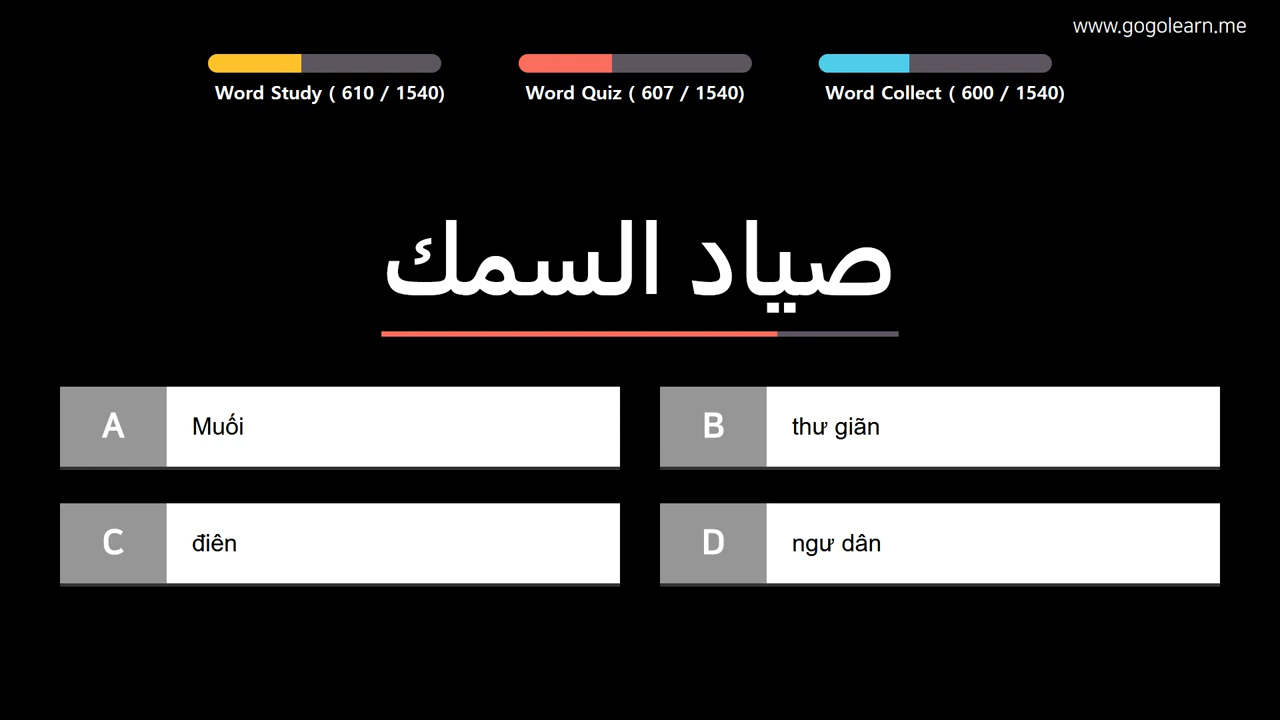 www.gogolearn.me
Word Study ( 610 / 1540)
Word Quiz ( 607 / 1540)
Word Collect ( 600 / 1540)
صياد السمك
A Muối
B thư giãn
C điên
D ngư dân